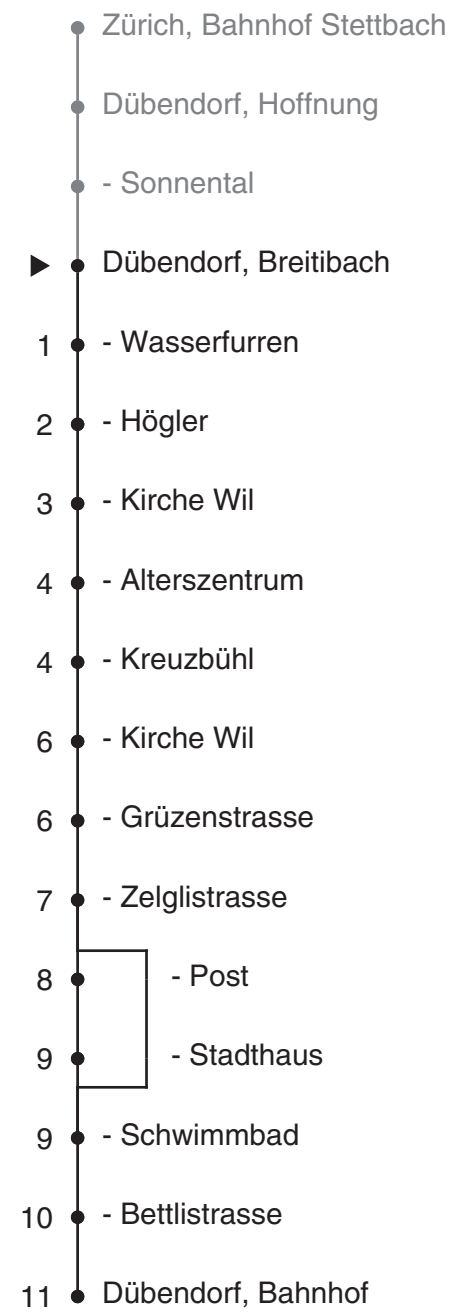 Zürich, Bahnhof Stettbach
Dübendorf, Hoffnung
- Sonnental
Dübendorf, Breitibach
1 - Wasserfurren
2 - Högler
3 - Kirche Wil
4 - Alterszentrum
4 - Kreuzbühl
6 - Kirche Wil
6 - Grüzenstrasse
7 - Zelglistrasse
8 - Post
9 - Stadthaus
9 - Schwimmbad
10 - Bettlistrasse
11 Dübendorf, Bahnhof